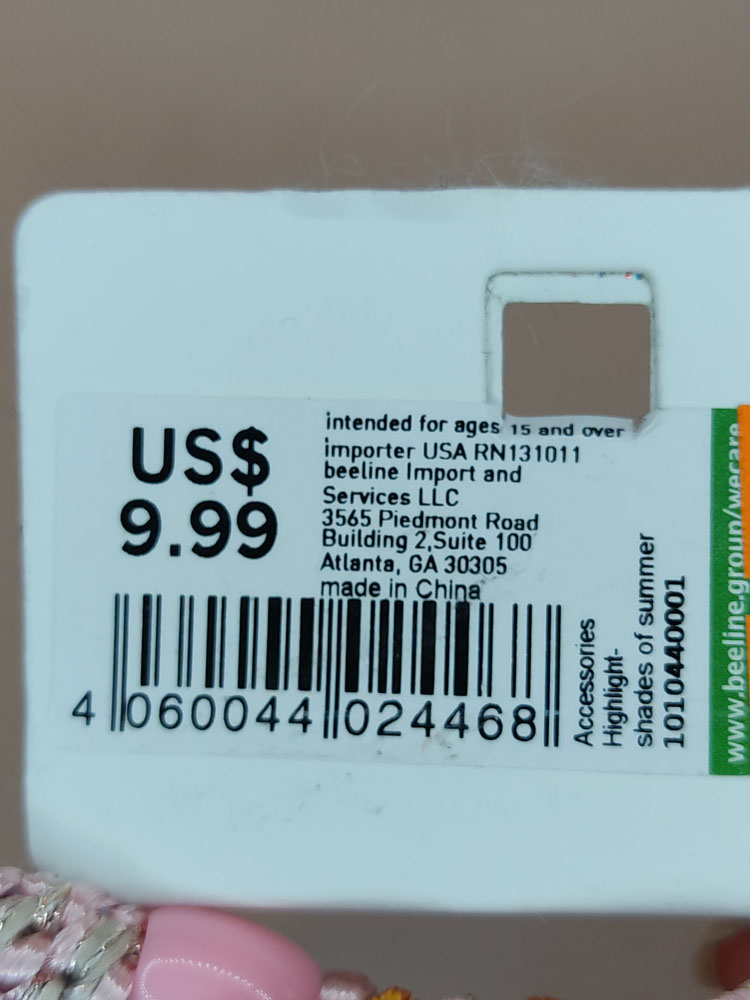 US$
9.99
intended for ages 15 and over
importer USA RN131011
beeline Import and
Services LLC
3565 Piedmont Road
Building 2,Suite 100
Atlanta, GA 30305
made in China
4 060044 024468
Accessories
Highlight-
shades of summer
1010440001
www.beeline.group/wecare